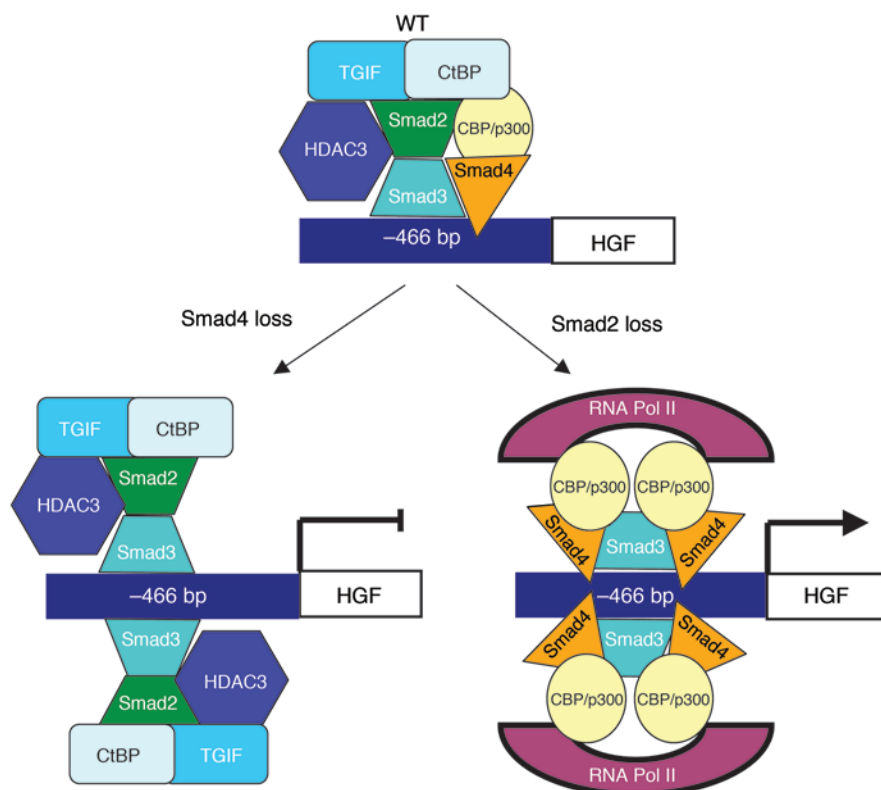 WT
TGIF
CtBP
HDAC3
Smad2
CBP/p300
Smad3
Smad4
–466 bp
HGF
Smad4 loss
Smad2 loss
TGIF
CtBP
HDAC3
Smad2
Smad3
–466 bp
HGF
Smad3
HDAC3
Smad2
CtBP
TGIF
RNA Pol II
CBP/p300
CBP/p300
Smad4
Smad3
Smad4
–466 bp
HGF
Smad4
Smad3
Smad4
CBP/p300
CBP/p300
RNA Pol II